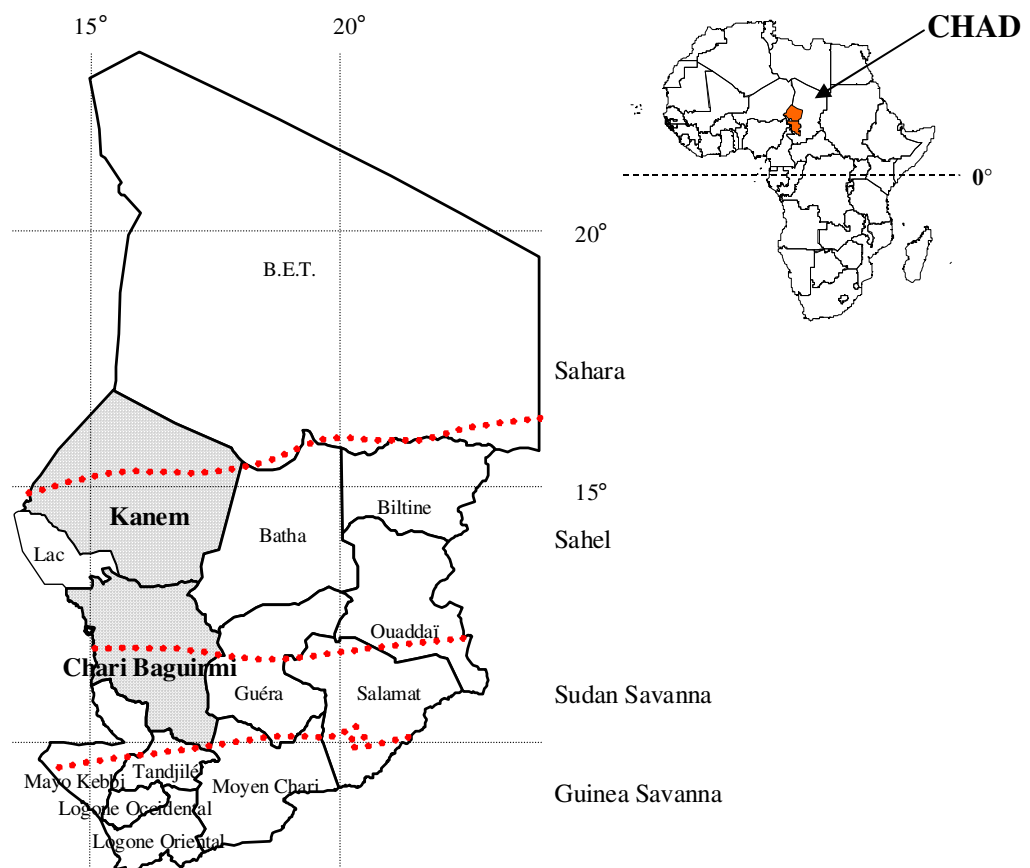 15° 20°
CHAD
0°
20°
B.E.T.
Sahara
15°
Kanem
Biltine
Batha
Sahel
Lac
Ouaddaï
Chari Baguirmi
Guéra
Salamat
Sudan Savanna
Tandjilé
Mayo Kebbi
Moyen Chari
Guinea Savanna
Logone Occidental
Logone Oriental